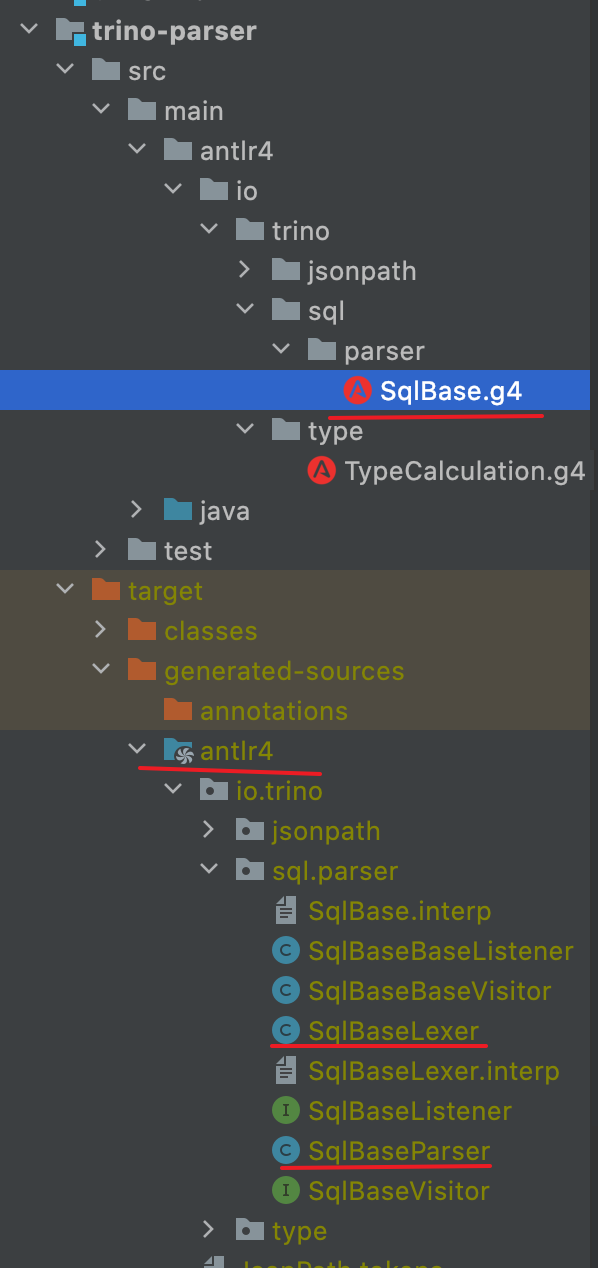 trino-parser
src
main
antlr4
io
trino
jsonpath
sql
parser
SqlBase.g4
type
TypeCalculation.g4
java
test
target
classes
generated-sources
annotations
antlr4
io.trino
jsonpath
sql.parser
SqlBase.interp
SqlBaseBaseListener
SqlBaseBaseVisitor
SqlBaseLexer
SqlBaseLexer.interp
SqlBaseListener
SqlBaseParser
SqlBaseVisitor
type
JsonPath.tokens